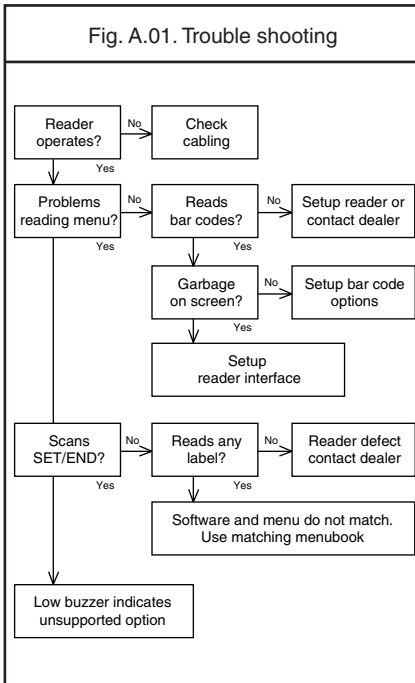 Fig. A.01. Trouble shooting
Reader
operates?
No
Check
cabling
Yes
Problems
reading menu?
No
Reads
bar codes?
No
Setup reader or
contact dealer
Yes
Yes
Garbage
on screen?
No
Setup bar code
options
Yes
Setup
reader interface
Scans
SET/END?
No
Reads any
label?
No
Reader defect
contact dealer
Yes
Yes
Software and menu do not match.
Use matching menubook
Low buzzer indicates
unsupported option